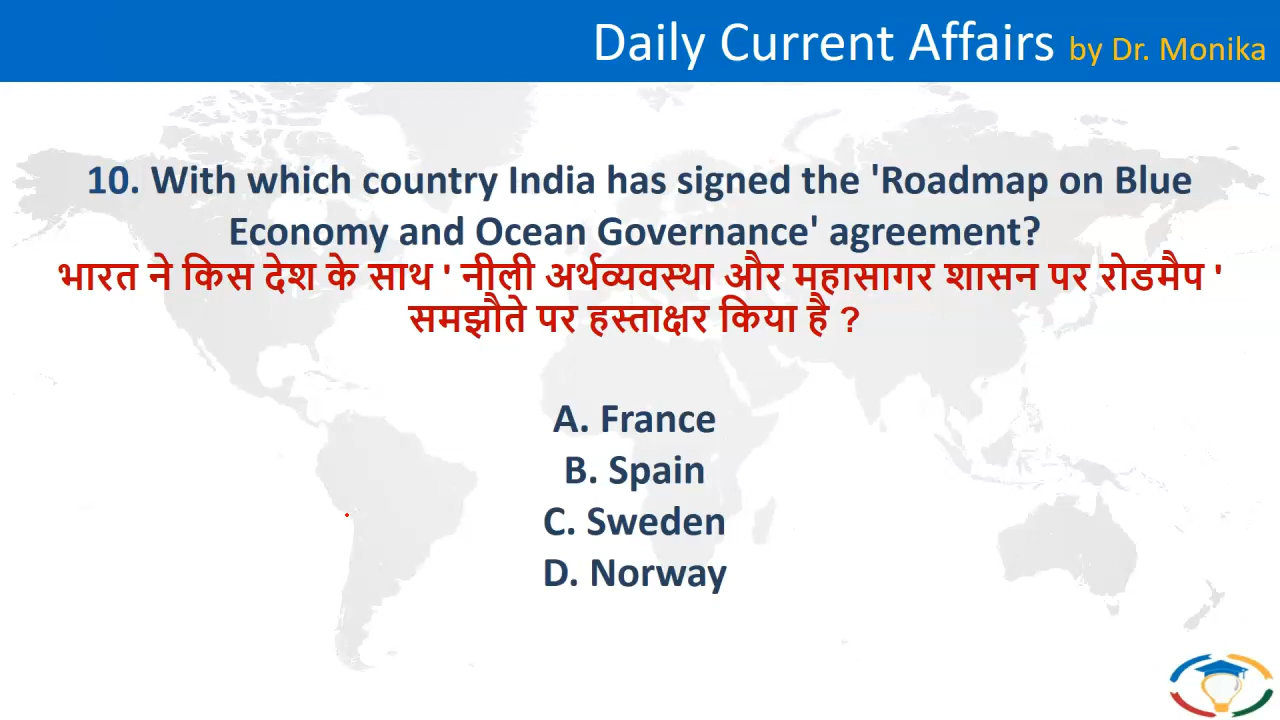 Daily Current Affairs by Dr. Monika
10. With which country India has signed the 'Roadmap on Blue
Economy and Ocean Governance' agreement?
भारत ने किस देश के साथ ' नीली अर्थव्यवस्था और महासागर शासन पर रोडमैप '
समझौते पर हस्ताक्षर किया है ?
A. France
B. Spain
C. Sweden
D. Norway